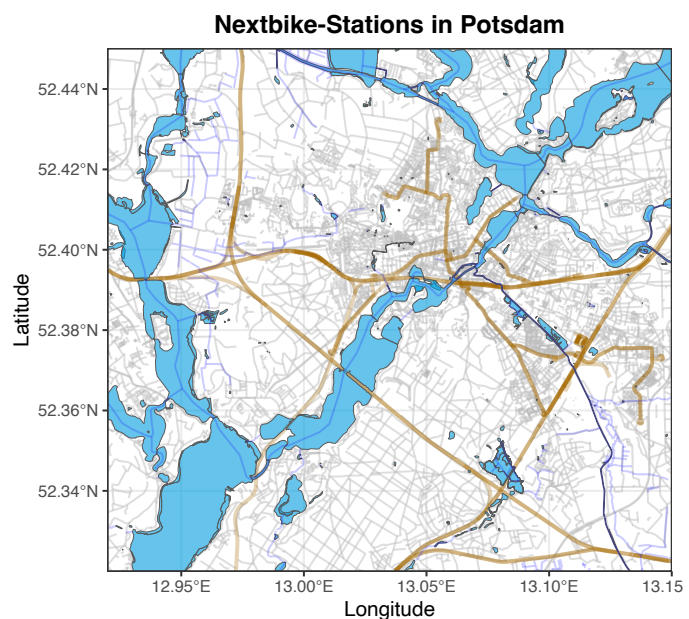 Nextbike-Stations in Potsdam
52.44°N
52.42°N
52.40°N
52.38°N
52.36°N
52.34°N
Latitude
12.95°E
13.00°E
13.05°E
13.10°E
13.15
Longitude